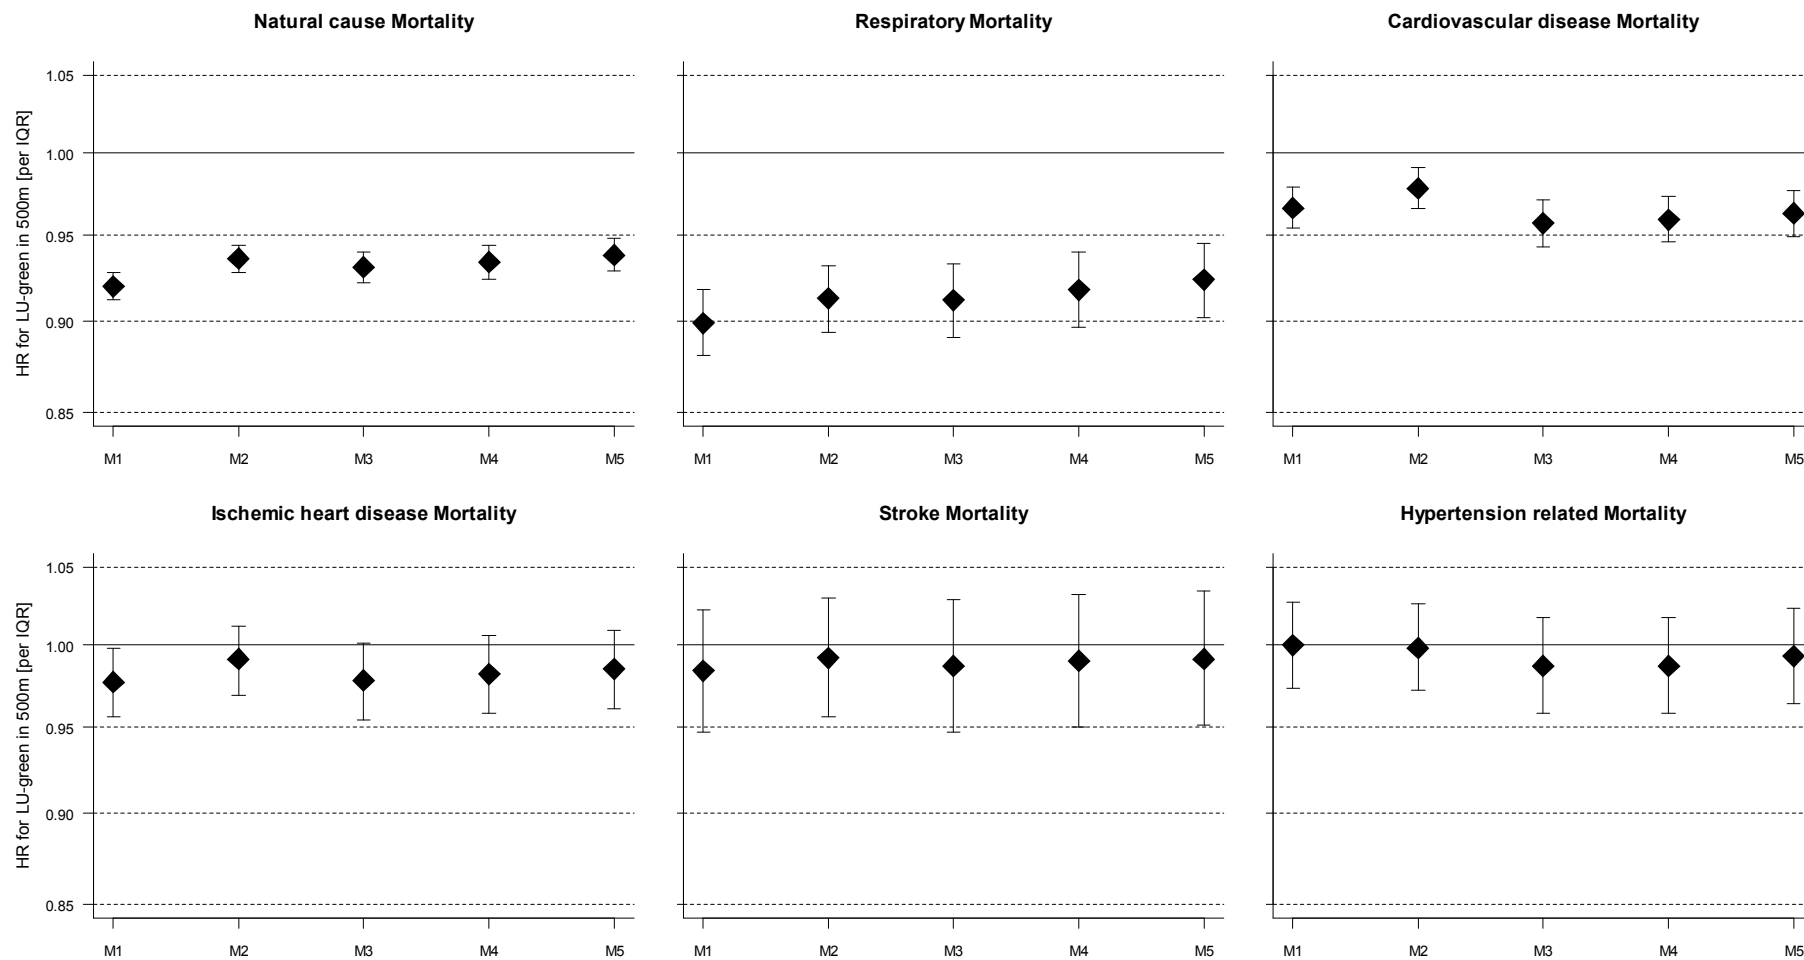 Natural cause Mortality
Respiratory Mortality
Cardiovascular disease Mortality
HR for LU-green in 500m [per IQR]
1.05
1.00
0.95
0.90
0.85
M1 M2 M3 M4 M5
M1 M2 M3 M4 M5
M1 M2 M3 M4 M5
Ischemic heart disease Mortality
Stroke Mortality
Hypertension related Mortality
HR for LU-green in 500m [per IQR]
1.05
1.00
0.95
0.90
0.85
M1 M2 M3 M4 M5
M1 M2 M3 M4 M5
M1 M2 M3 M4 M5